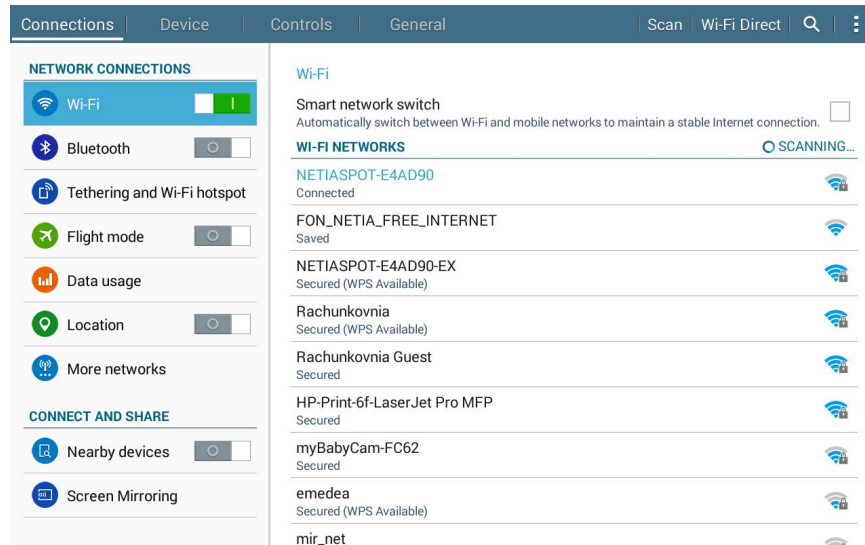 Connections Device Controls General Scan Wi-Fi Direct
NETWORK CONNECTIONS
Wi-Fi
Bluetooth
Tethering and Wi-Fi hotspot
Flight mode
Data usage
Location
More networks
CONNECT AND SHARE
Nearby devices
Screen Mirroring
Wi-Fi
Smart network switch
Automatically switch between Wi-Fi and mobile networks to maintain a stable Internet connection.
WI-FI NETWORKS SCANNING...
NETIASPOT-E4AD90
Connected
FON_NETIA_FREE_INTERNET
Saved
NETIASPOT-E4AD90-EX
Secured (WPS Available)
Rachunkovnia
Secured (WPS Available)
Rachunkovnia Guest
Secured
HP-Print-6f-LaserJet Pro MFP
Secured
myBabyCam-FC62
Secured
emedea
Secured (WPS Available)
mir_net